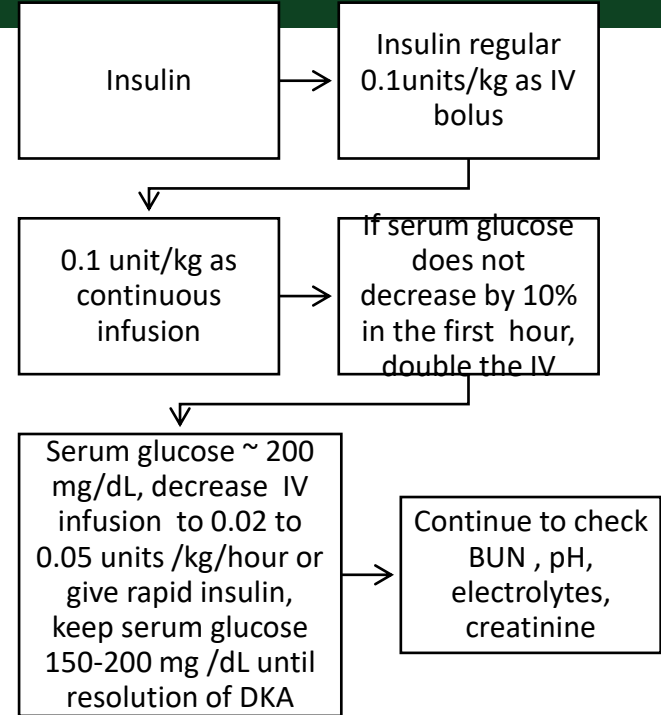 Insulin
Insulin regular
0.1units/kg as IV
bolus
0.1 unit/kg as
continuous
infusion
If serum glucose
does not
decrease by 10%
in the first hour,
double the IV
Serum glucose ~ 200
mg/dL, decrease IV
infusion to 0.02 to
0.05 units /kg/hour or
give rapid insulin,
keep serum glucose
150-200 mg /dL until
resolution of DKA
Continue to check
BUN , pH,
electrolytes,
creatinine